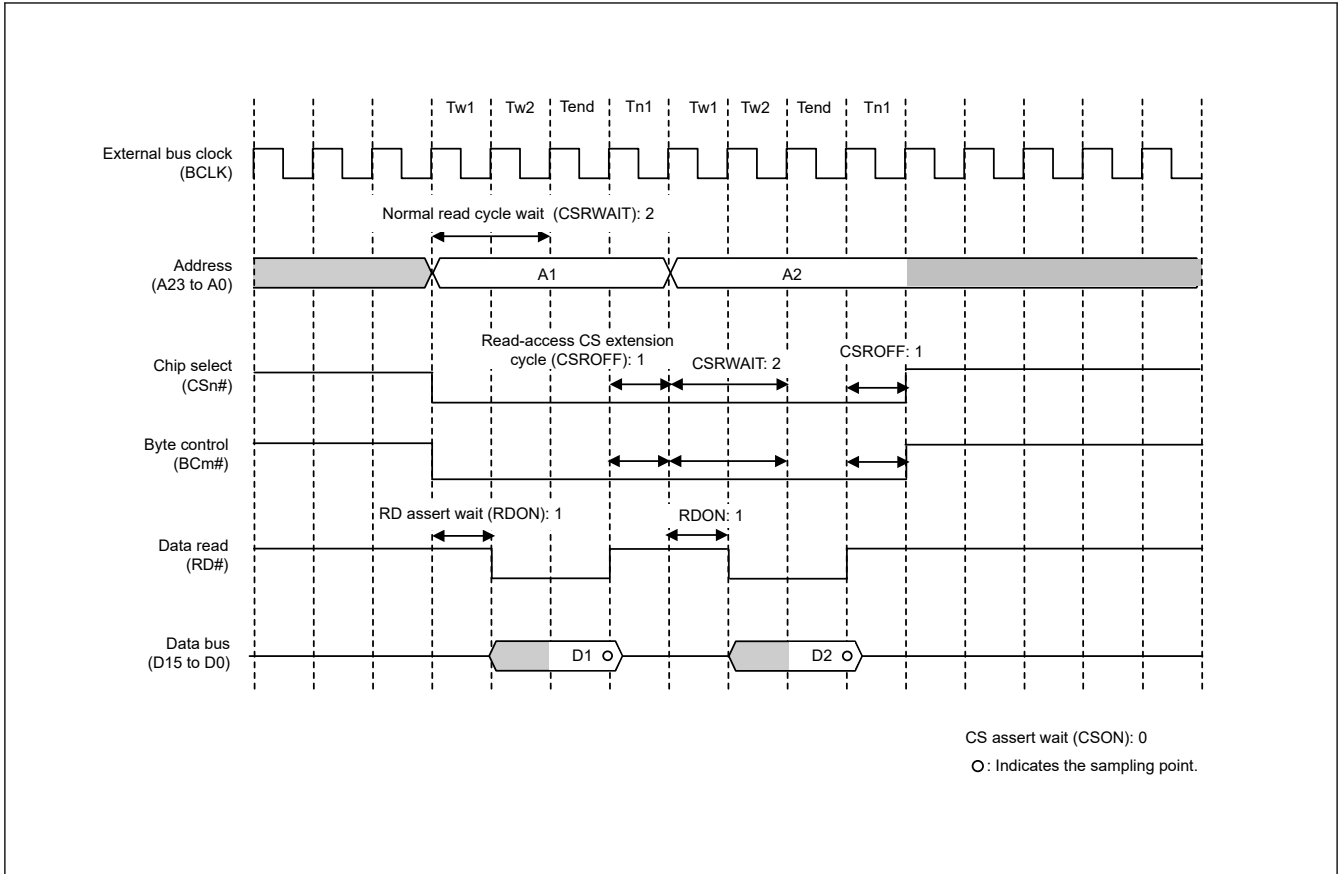 Tw1 Tw2 Tend Tn1 Tw1 Tw2 Tend Tn1
External bus clock
(BCLK)
Normal read cycle wait (CSRWAIT): 2
Address
(A23 to A0)
A1 A2
Read-access CS extension
cycle (CSROFF): 1
CSRWAIT: 2
CSROFF: 1
Chip select
(CSn#)
Byte control
(BCm#)
RD assert wait (RDON): 1
RDON: 1
Data read
(RD#)
Data bus
(D15 to D0)
D1 D2
CS assert wait (CSON): 0
: Indicates the sampling point.